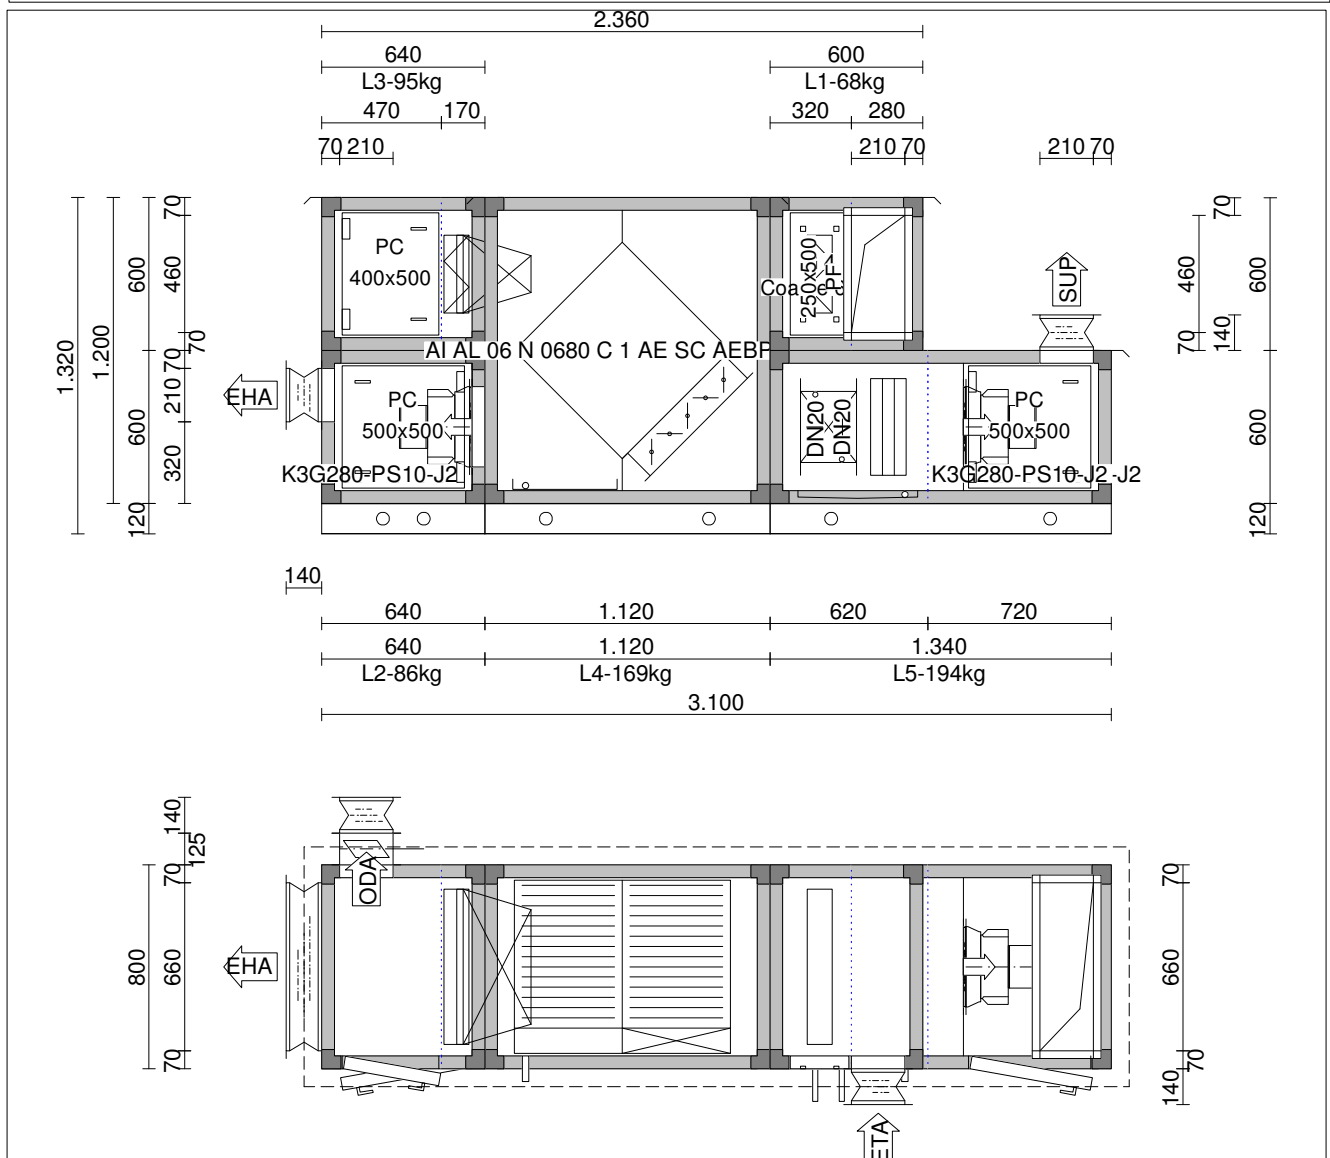 2.360
640 600
L3-95kg L1-68kg
470 170 320 280
70 210 210 70 210 70
70 70
PC
400x500
250x500
PF
SUP
600 460 460 600
1.320 1.200
70 70 140
AI AL 06 N 0680 C 1 AE SC AEBP
70
EHA
210
PC
500x500
DN20
DN20
PC
500x500
600 320 600
K3G280-PS10-J2 K3G280-PS10-J2 -J2
120 120
140
640 1.120 620 720
640 1.120 1.340
L2-86kg L4-169kg L5-194kg
3.100
140
125
70 70
ODA
EHA
800 660 660
70 70
140
ETA